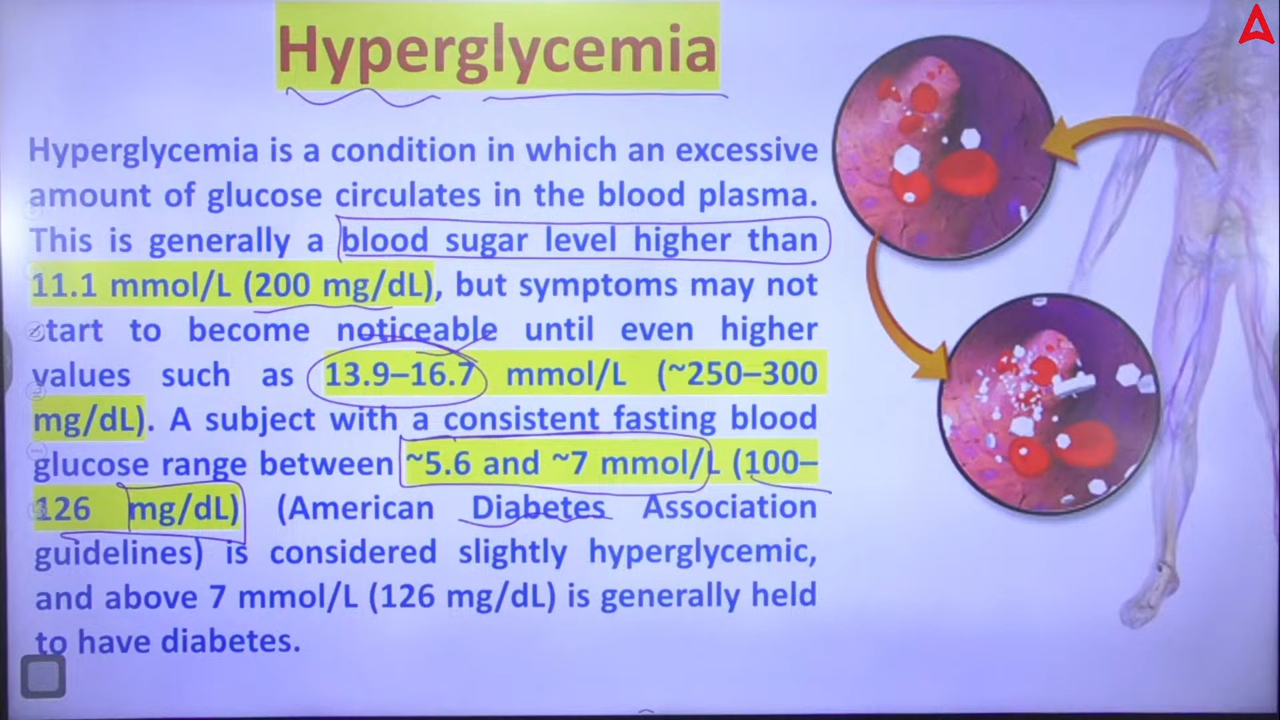 Hyperglycemia
Hyperglycemia is a condition in which an excessive
amount of glucose circulates in the blood plasma.
This is generally a blood sugar level higher than
11.1 mmol/L (200 mg/dL), but symptoms may not
start to become noticeable until even higher
values such as 13.9–16.7 mmol/L (~250–300
mg/dL). A subject with a consistent fasting blood
glucose range between ~5.6 and ~7 mmol/L (100–
126 mg/dL) (American Diabetes Association
guidelines) is considered slightly hyperglycemic,
and above 7 mmol/L (126 mg/dL) is generally held
to have diabetes.